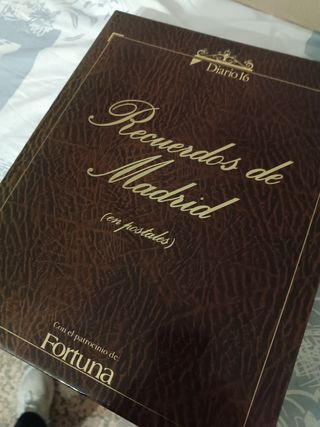 Diario 16
Recuerdos de
Madrid
(en postales)
Con el patrocinio de
Fortuna